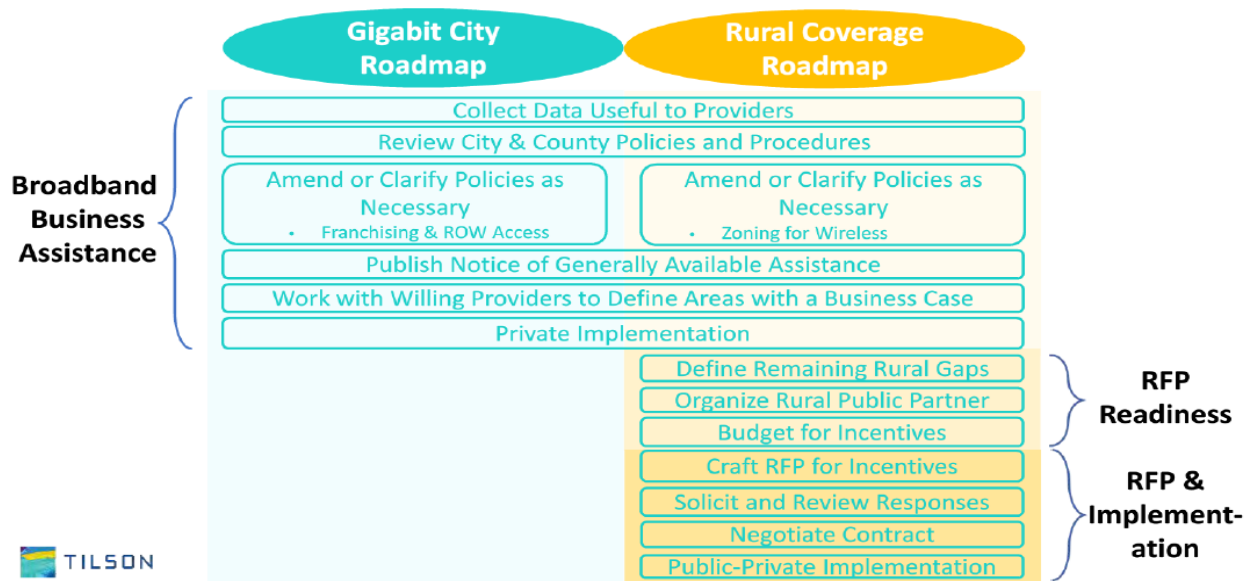 Gigabit City
Roadmap
Rural Coverage
Roadmap
Broadband
Business
Assistance
Collect Data Useful to Providers
Review City & County Policies and Procedures
Amend or Clarify Policies as
Necessary
• Franchising & ROW Access
Amend or Clarify Policies as
Necessary
• Zoning for Wireless
Publish Notice of Generally Available Assistance
Work with Willing Providers to Define Areas with a Business Case
Private Implementation
Define Remaining Rural Gaps
Organize Rural Public Partner
Budget for Incentives
RFP
Readiness
Craft RFP for Incentives
Solicit and Review Responses
Negotiate Contract
Public-Private Implementation
RFP &
Implement-
ation
TILSON